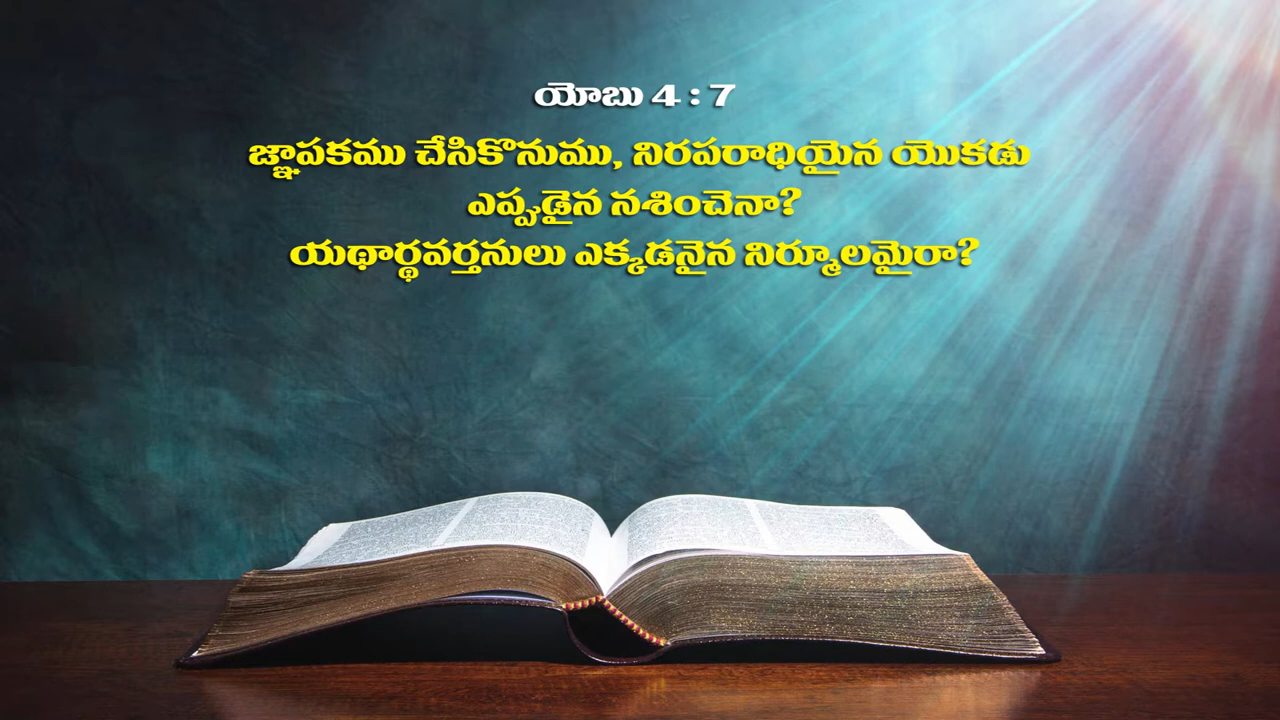 యోబు 4 : 7
జ్ఞాపకము చేసికొనుము, నిరపరాధియైన యొకడు
ఎప్పుడైన నశించెనా?
యథార్థవర్తనులు ఎక్కడనైన నిర్మూలమైరా?